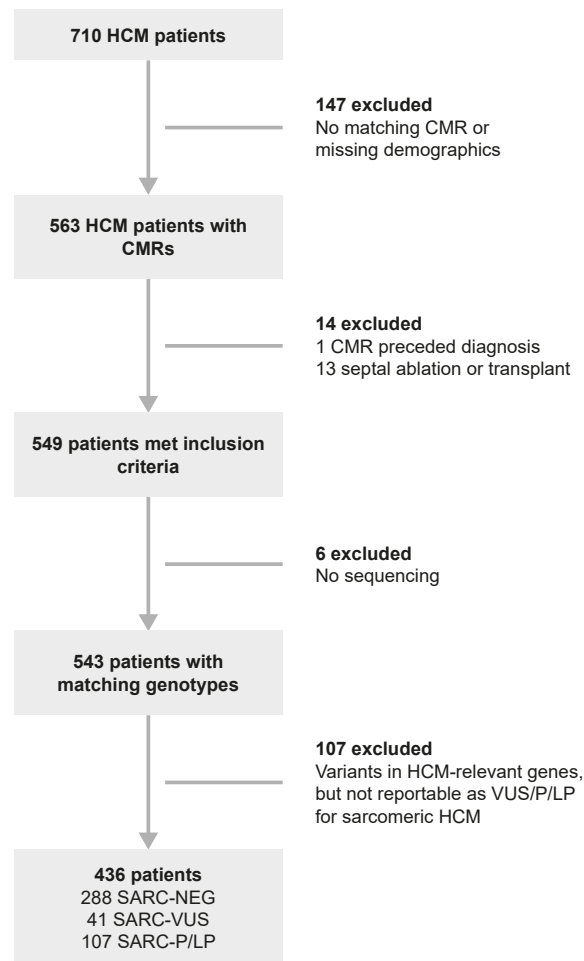 710 HCM patients
147 excluded
No matching CMR or
missing demographics
563 HCM patients with
CMRs
14 excluded
1 CMR preceded diagnosis
13 septal ablation or transplant
549 patients met inclusion
criteria
6 excluded
No sequencing
543 patients with
matching genotypes
107 excluded
Variants in HCM-relevant genes,
but not reportable as VUS/P/LP
for sarcomeric HCM
436 patients
288 SARC-NEG
41 SARC-VUS
107 SARC-P/LP